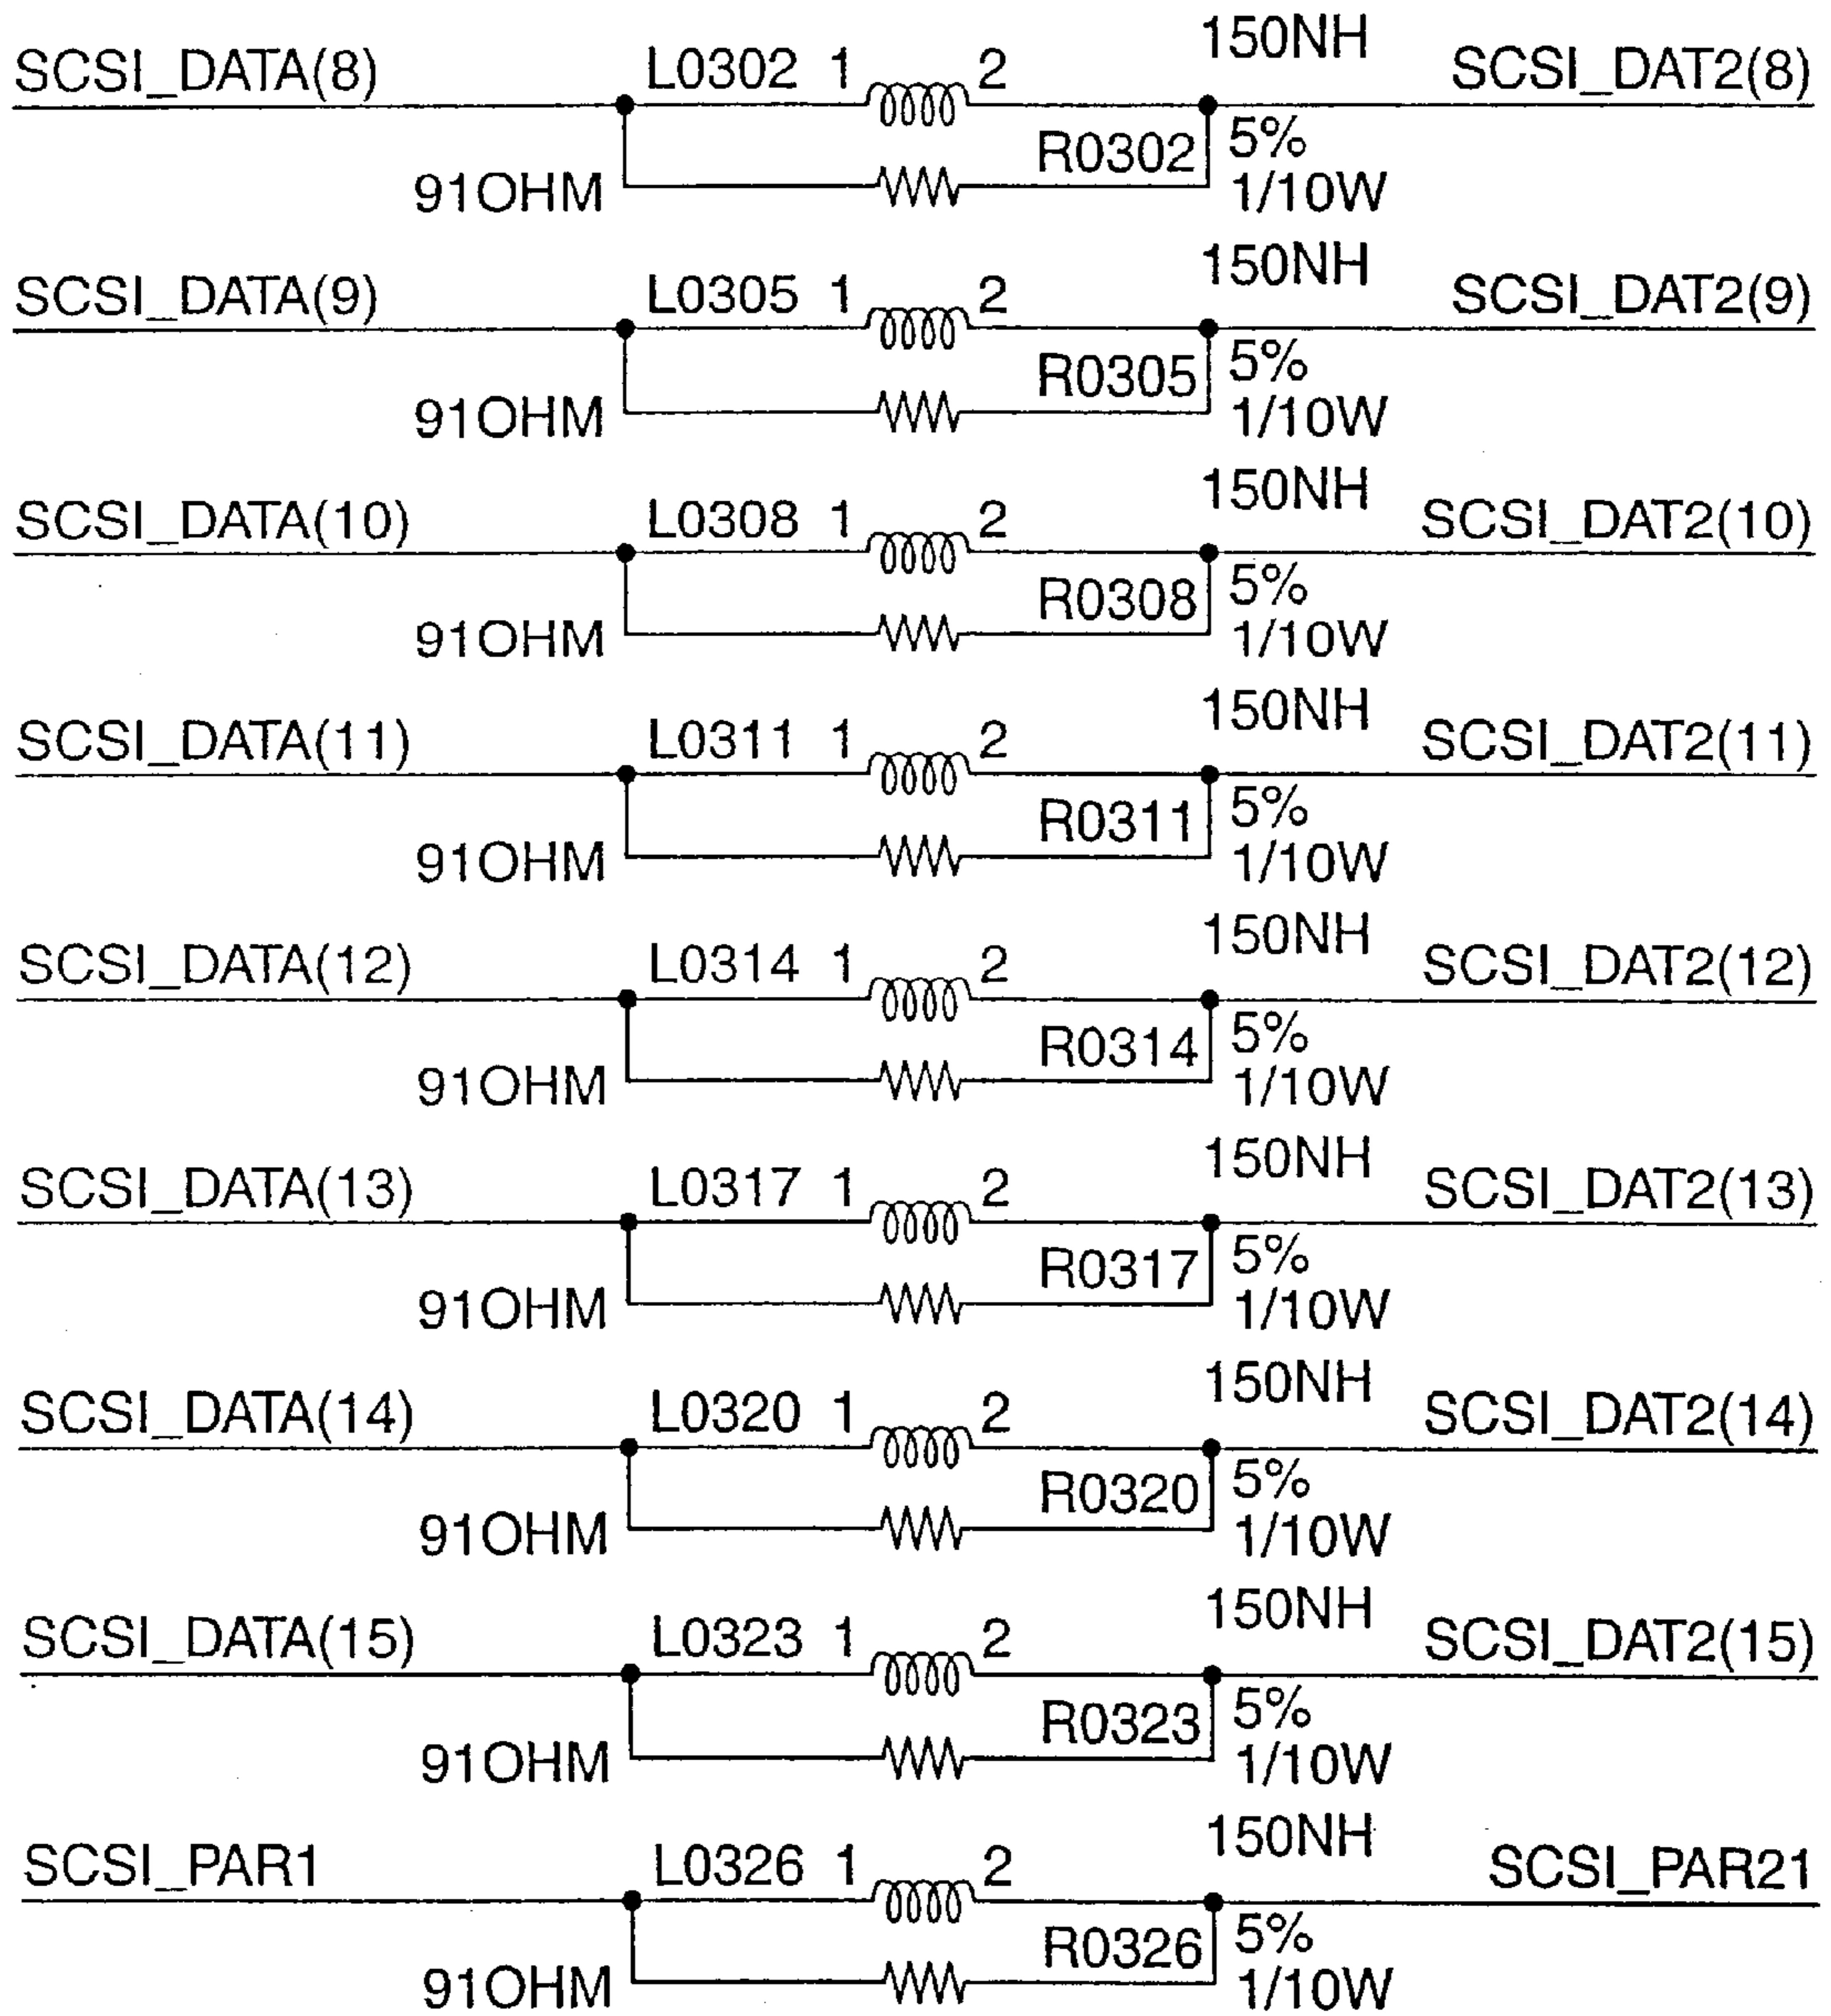 150NH
SCSI_DATA(8) L0302 1 2 SCSI_DAT2(8)
R0302 5%
91OHM 1/10W
150NH
SCSI_DATA(9) L0305 1 2 SCSI_DAT2(9)
R0305 5%
91OHM 1/10W
150NH
SCSI_DATA(10) L0308 1 2 SCSI_DAT2(10)
R0308 5%
91OHM 1/10W
150NH
SCSI_DATA(11) L0311 1 2 SCSI_DAT2(11)
R0311 5%
91OHM 1/10W
150NH
SCSI_DATA(12) L0314 1 2 SCSI_DAT2(12)
R0314 5%
91OHM 1/10W
150NH
SCSI_DATA(13) L0317 1 2 SCSI_DAT2(13)
R0317 5%
91OHM 1/10W
150NH
SCSI_DATA(14) L0320 1 2 SCSI_DAT2(14)
R0320 5%
91OHM 1/10W
150NH
SCSI_DATA(15) L0323 1 2 SCSI_DAT2(15)
R0323 5%
91OHM 1/10W
150NH
SCSI_PAR1 L0326 1 2 SCSI_PAR21
R0326 5%
91OHM 1/10W